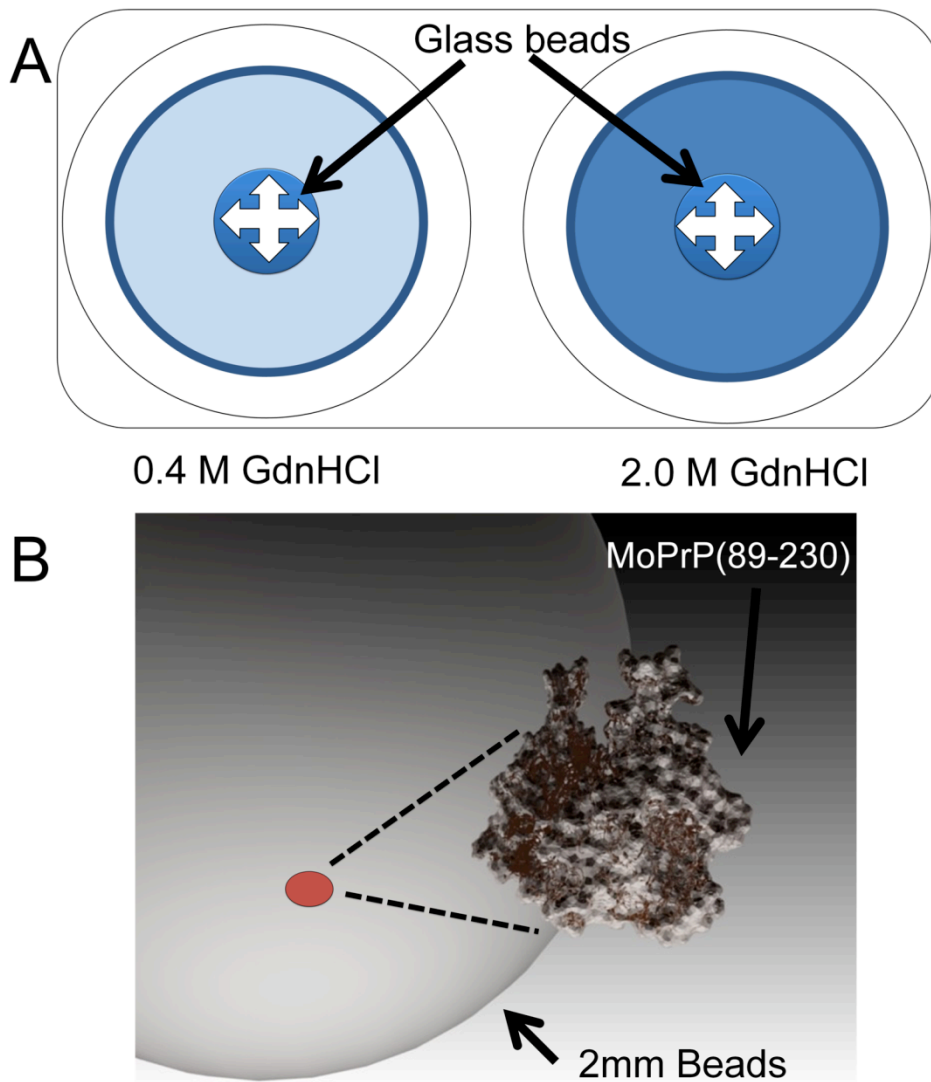 A
Glass beads
0.4 M GdnHCl
2.0 M GdnHCl
B
MoPrP(89-230)
2mm Beads